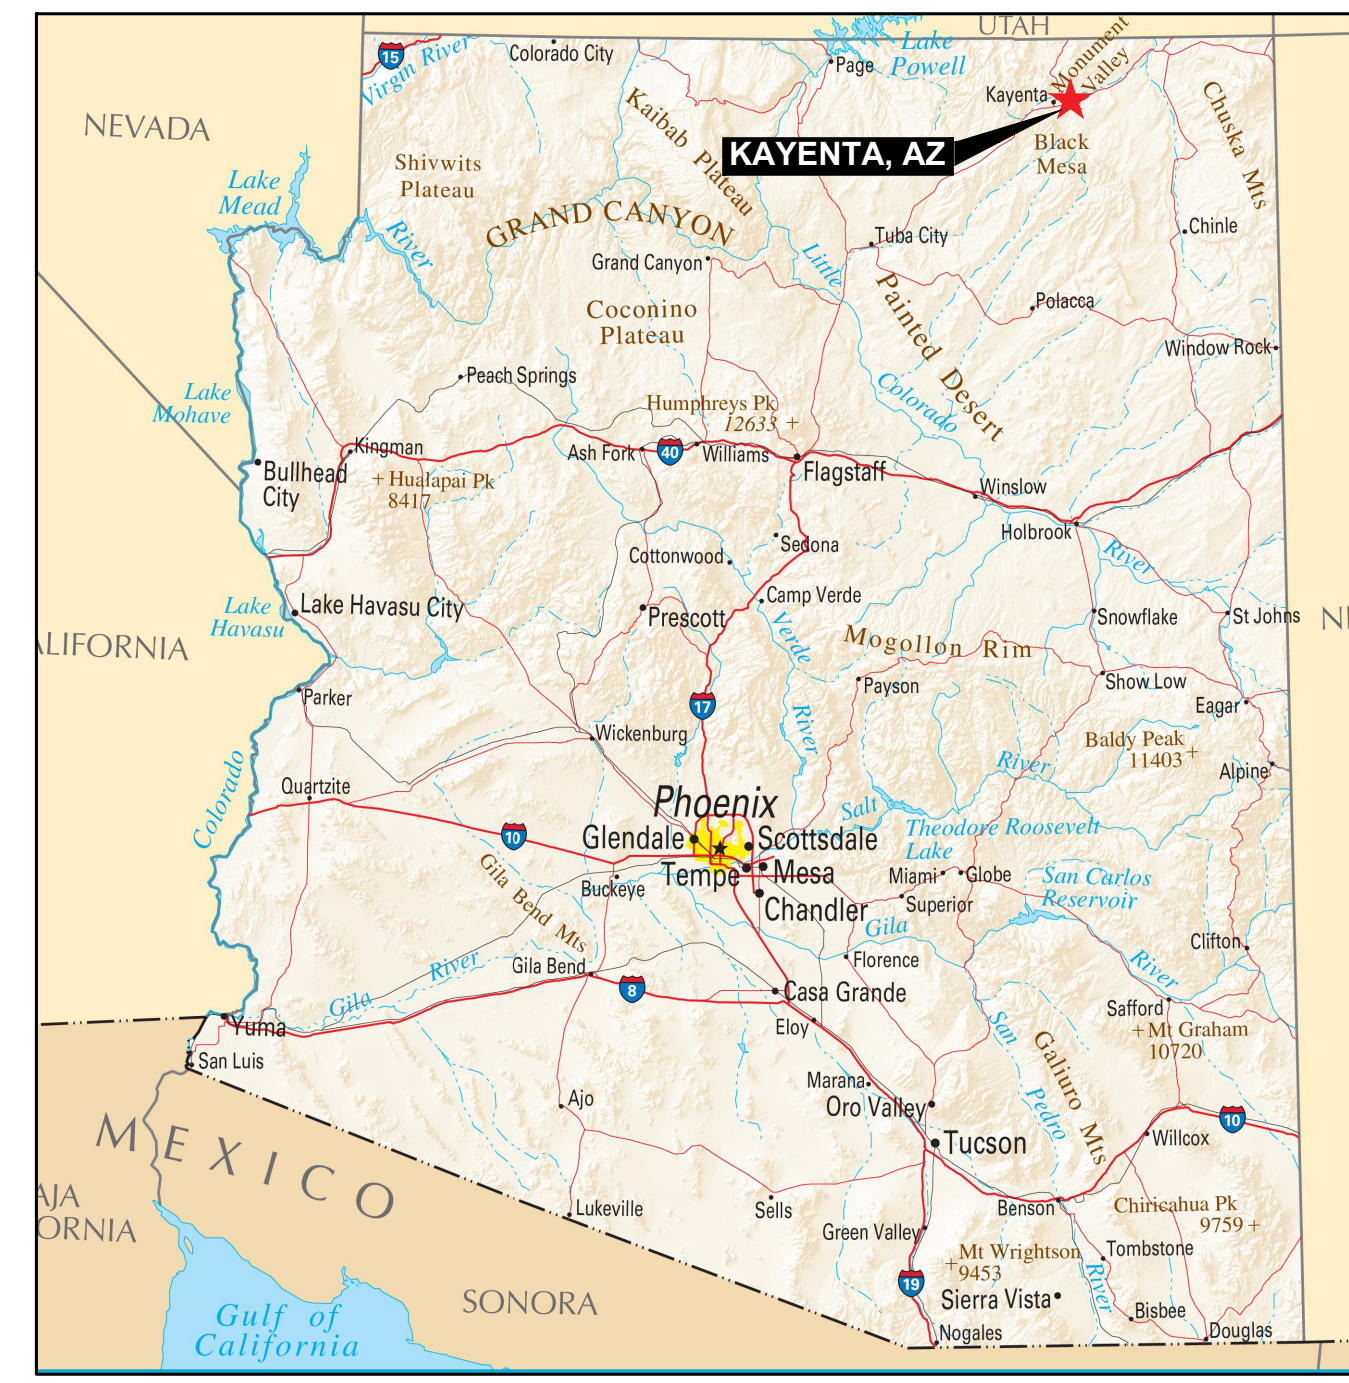 UTAH
15
Virgin River
Colorado City
Lake
Powell
Page
Monument
Valley
Kayenta
NEVADA
Kaibab Plateau
Chuska Mts
KAYENTA, AZ
Black
Mesa
Shivwits
Plateau
Lake
Mead
River
GRAND CANYON
Tuba City
Chinle
Grand Canyon
Little
Painted Desert
Coconino
Plateau
Polacca
Window Rock
Peach Springs
Lake
Mohave
Colorado
Humphreys Pk
12633 +
Kingman
Ash Fork
40
Williams
Flagstaff
Bullhead
City
+ Hualapai Pk
8417
Winslow
Holbrook
River
Sedona
Cottonwood
Camp Verde
Lake
Havasu
Lake Havasu City
Prescott
Verde
Snowflake
St Johns
NE
ALIFORNIA
Mogollon Rim
Payson
Show Low
Parker
17
River
Eagar
Wickenburg
Baldy Peak
11403 +
River
Alpine
Colorado
Quartzite
Phoenix
Salt
10
Glendale
Scottsdale
Theodore Roosevelt
Lake
Gila Bend Mts
Tempe
Mesa
Miami
Globe
San Carlos
Reservoir
Buckeye
Chandler
Superior
Gila
Clifton
River
Gila Bend
Florence
River
8
Casa Grande
Gila
Safford
Yuma
Eloy
San
Pedro
+ Mt Graham
10720
Galiuro Mts
San Luis
Marana
Ajo
Oro Valley
10
MEXICO
Tucson
Willcox
AJA
ORNIA
Lukeville
Sells
Benson
Chiricahua Pk
9759 +
Green Valley
Mt Wrightson
+9453
Tombstone
19
River
Sierra Vista
Gulf of
California
SONORA
Bisbee
Nogales
Douglas